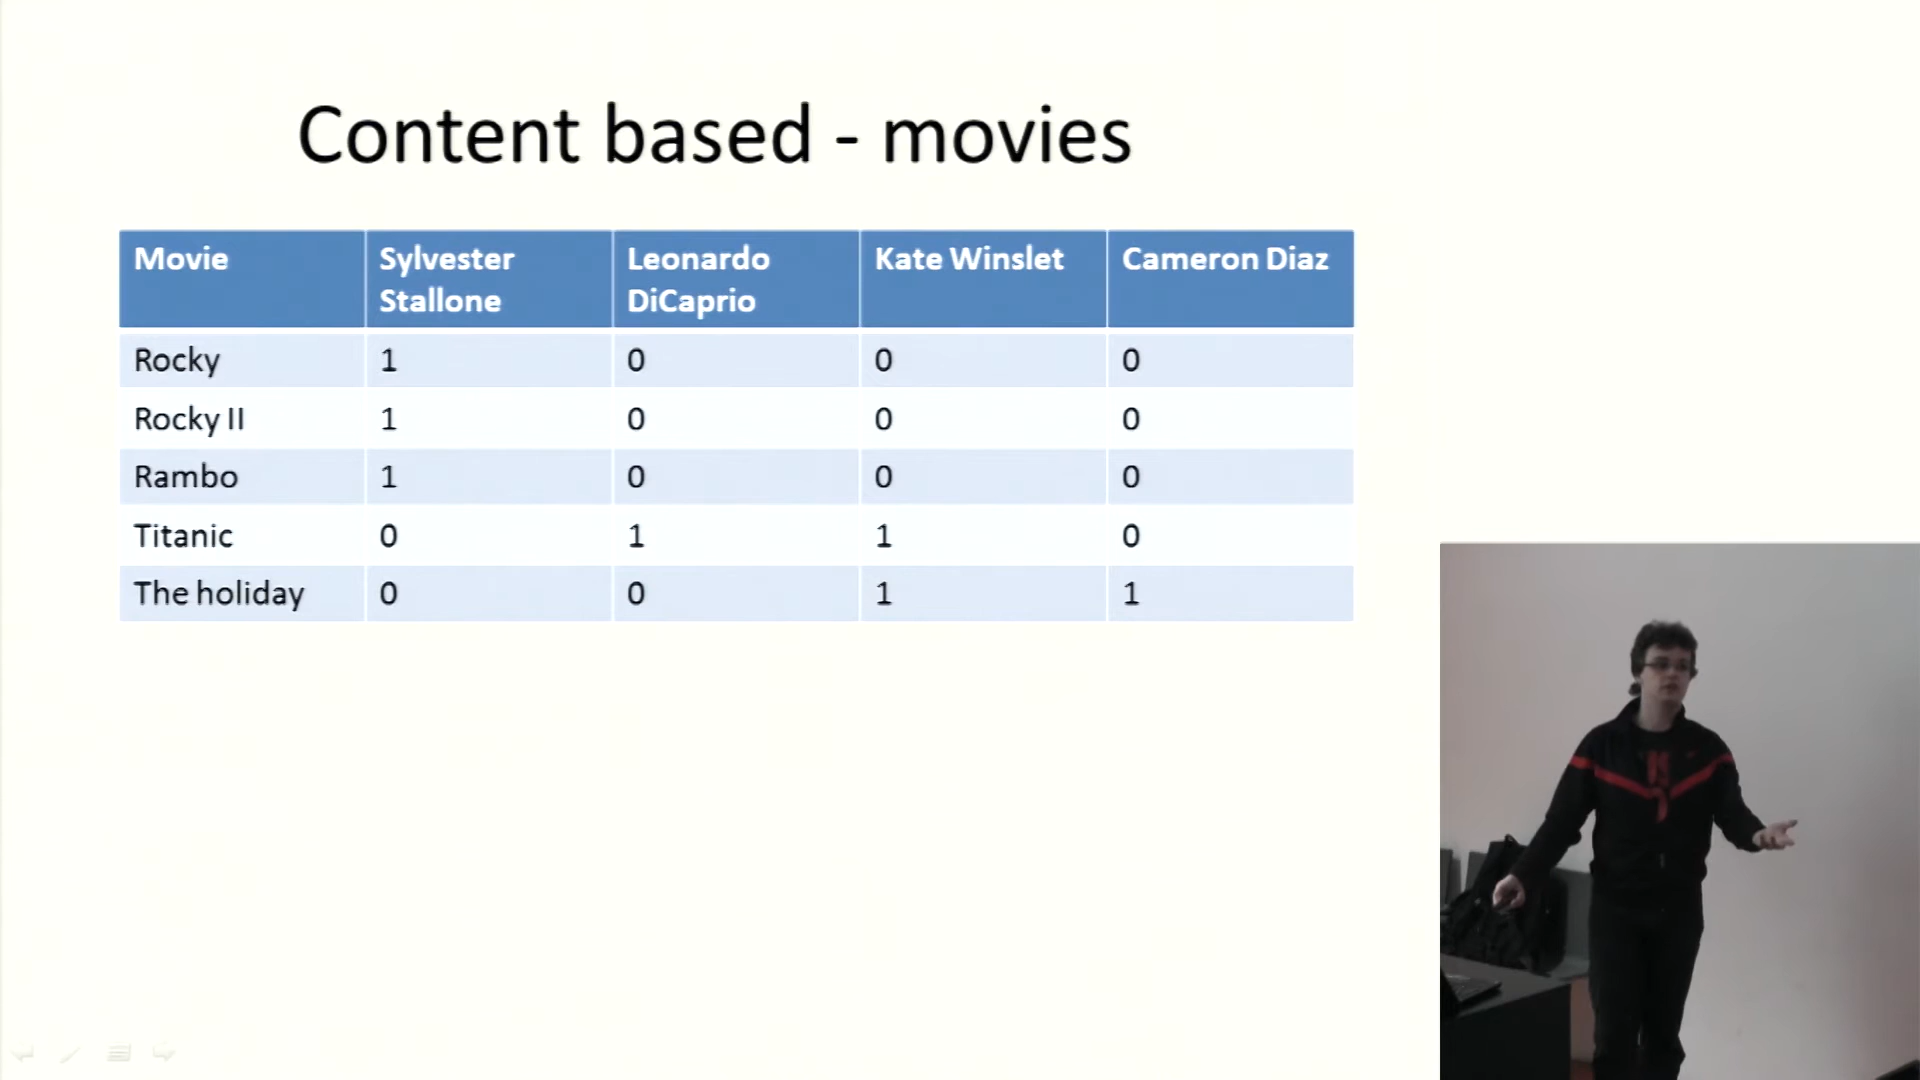 Content based - movies
Movie Sylvester Stallone Leonardo DiCaprio Kate Winslet Cameron Diaz
Rocky 1 0 0 0
Rocky II 1 0 0 0
Rambo 1 0 0 0
Titanic 0 1 1 0
The holiday 0 0 1 1